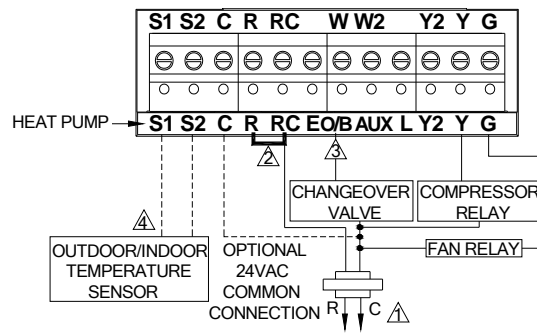 S1 S2 C R RC W W2 Y2 Y G
HEAT PUMP S1 S2 C R RC E O/B AUX L Y2 Y G
2
3
4
CHANGEOVER
VALVE
COMPRESSOR
RELAY
OUTDOOR/INDOOR
TEMPERATURE
SENSOR
OPTIONAL
24VAC
COMMON
CONNECTION
FAN RELAY
R C 1